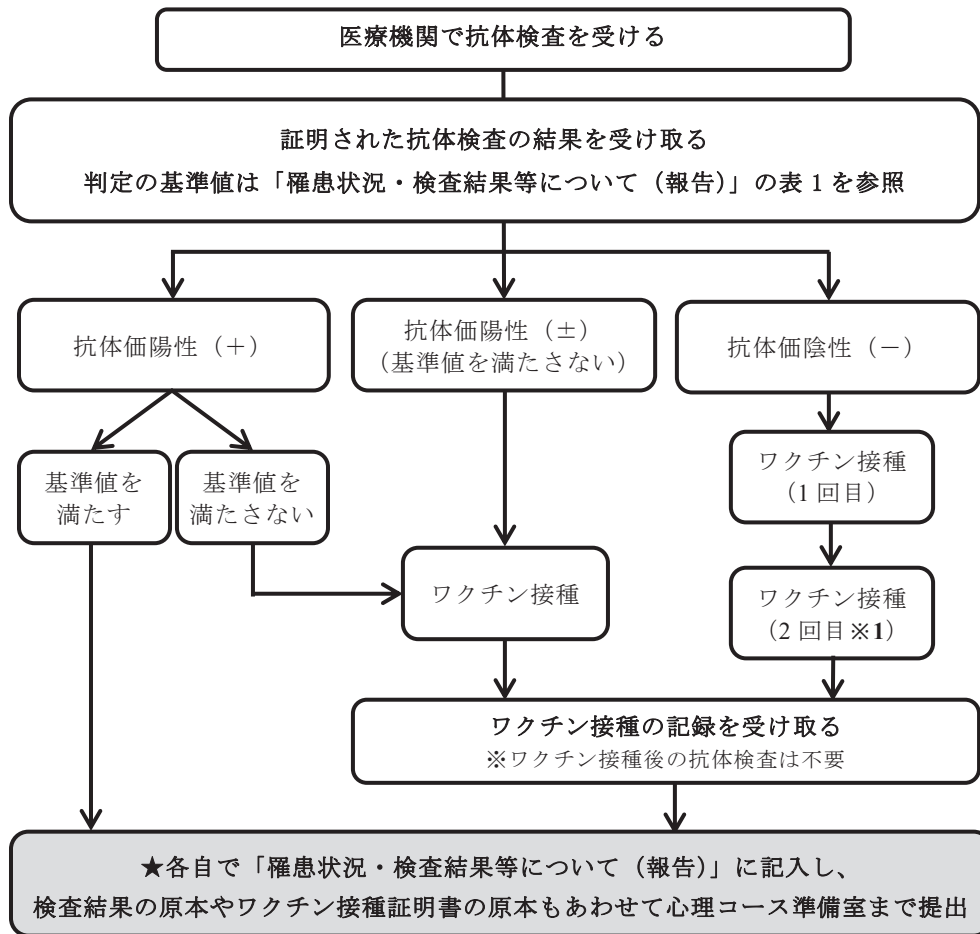 医療機関で抗体検査を受ける
証明された抗体検査の結果を受け取る
判定の基準値は「罹患状況・検査結果等について（報告）」の表 1 を参照
抗体価陽性（＋）
抗体価陽性（±）
（基準値を満たさない）
抗体価陰性（－）
基準値を
満たす
基準値を
満たさない
ワクチン接種
（1 回目）
ワクチン接種
ワクチン接種
（2 回目※1）
ワクチン接種の記録を受け取る
※ワクチン接種後の抗体検査は不要
★各自で「罹患状況・検査結果等について（報告）」に記入し、
検査結果の原本やワクチン接種証明書の原本もあわせて心理コース準備室まで提出